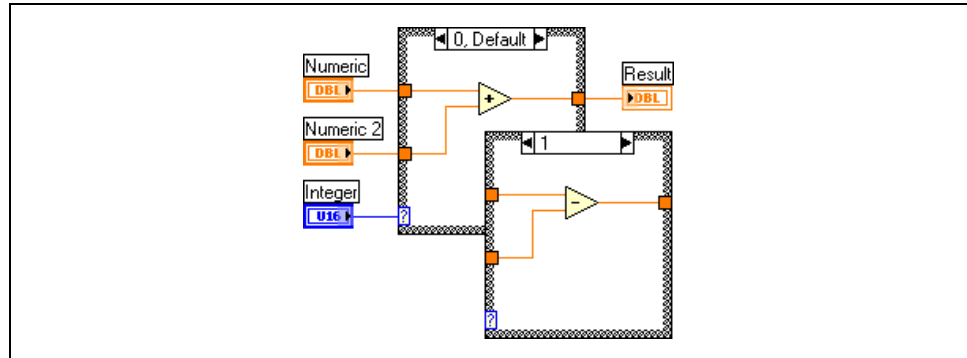 0, Default
Numeric
DBL
Result
DBL
+
Numeric 2
DBL
1
Integer
U16
?
-
?